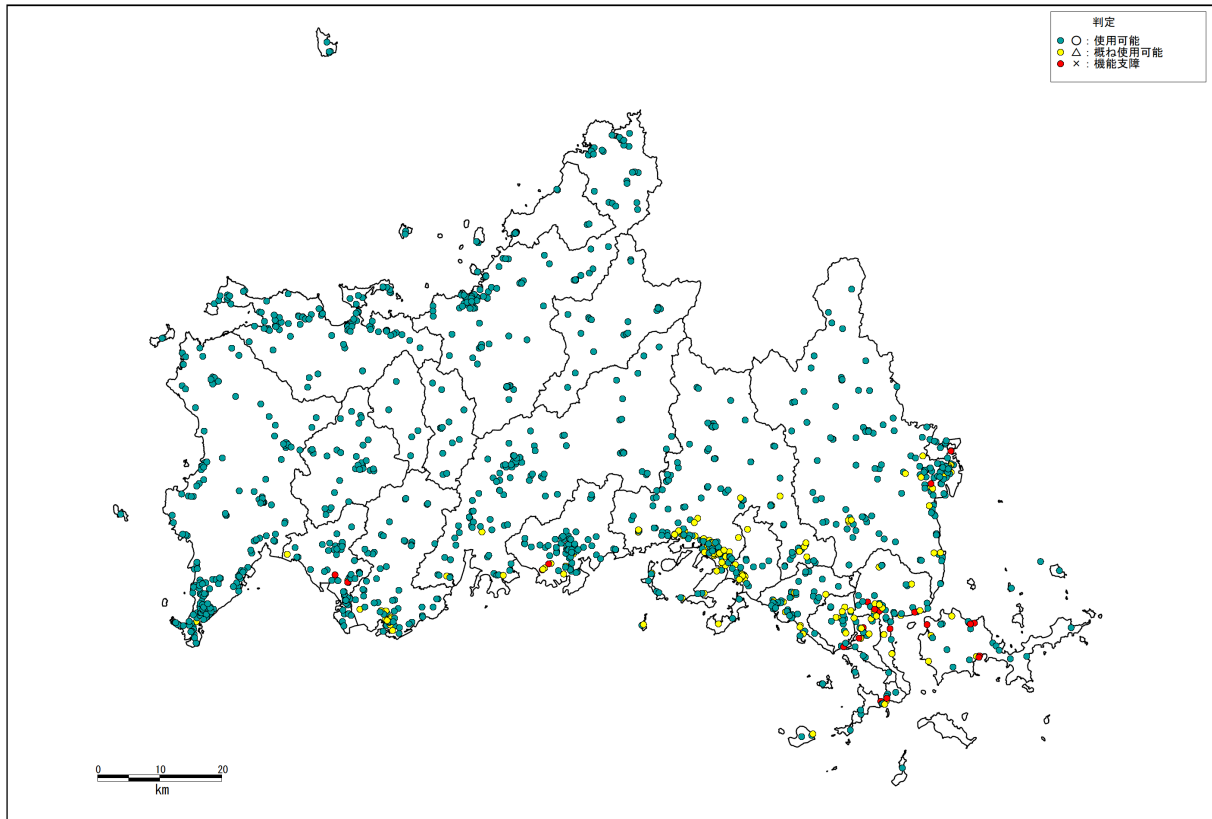 判定
○ : 使用可能
△ : 概ね使用可能
× : 機能支障
0 10 20
km